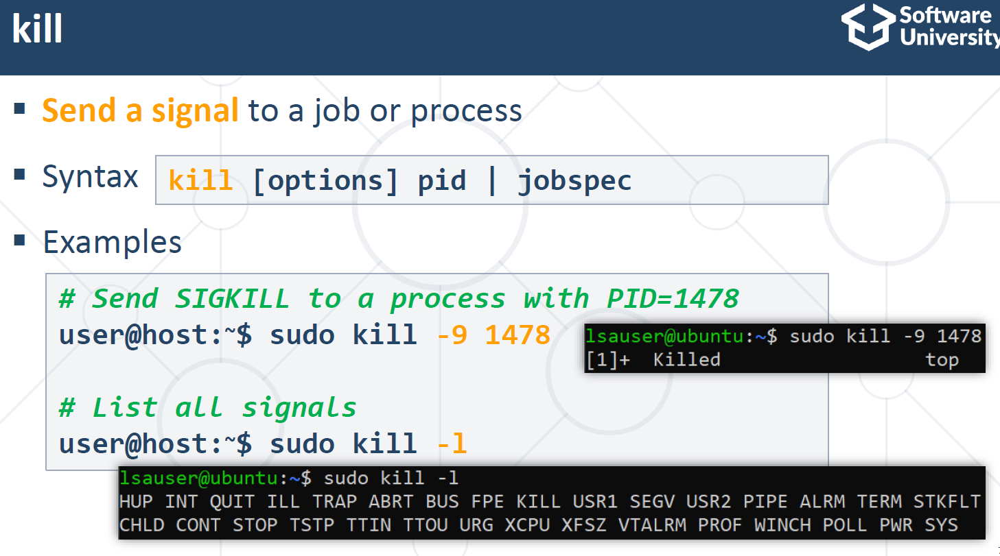 kill
Software
University
Send a signal to a job or process
Syntax
kill [options] pid | jobspec
Examples
# Send SIGKILL to a process with PID=1478
user@host:~$ sudo kill -9 1478
lsauser@ubuntu:~$ sudo kill -9 1478
[1]+  Killed                  top
# List all signals
user@host:~$ sudo kill -l
lsauser@ubuntu:~$ sudo kill -l
HUP INT QUIT ILL TRAP ABRT BUS FPE KILL USR1 SEGV USR2 PIPE ALRM TERM STKFLT
CHLD CONT STOP TSTP TTIN TTOU URG XCPU XFSZ VTALRM PROF WINCH POLL PWR SYS